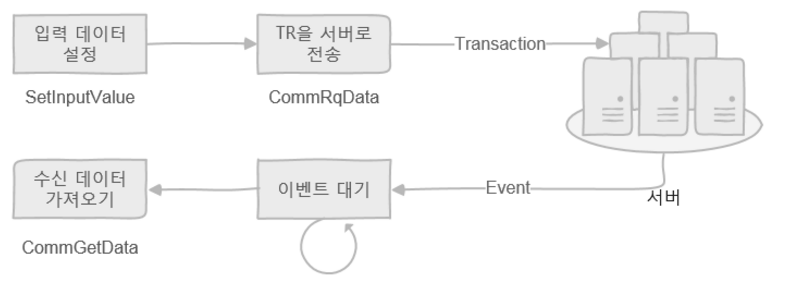 입력 데이터
설정
SetInputValue
TR을 서버로
전송
CommRqData
Transaction
서버
Event
이벤트 대기
수신 데이터
가져오기
CommGetData